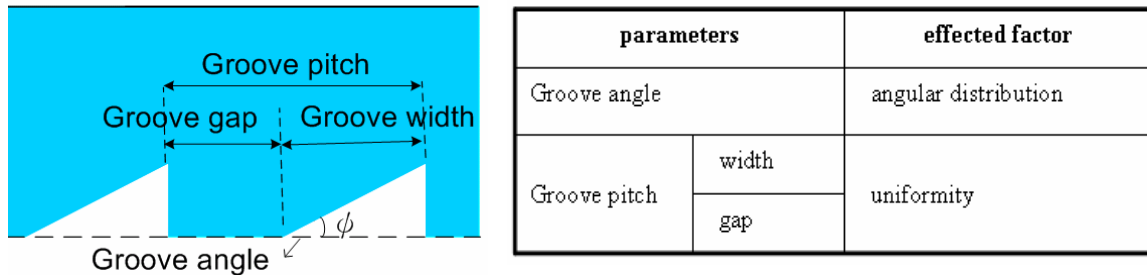 Groove pitch
Groove gap
Groove width
ϕ
Groove angle
parameters
effected factor
Groove angle
angular distribution
Groove pitch
width
gap
uniformity